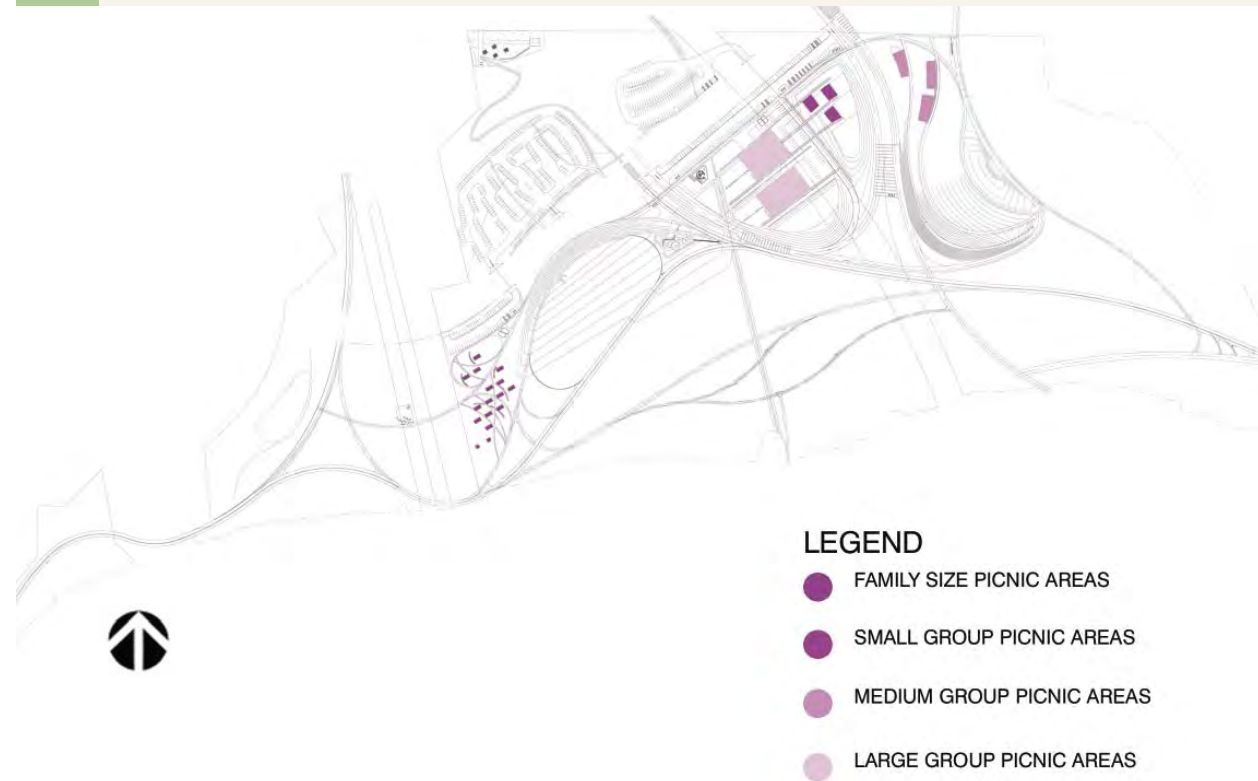 LEGEND
FAMILY SIZE PICNIC AREAS
SMALL GROUP PICNIC AREAS
MEDIUM GROUP PICNIC AREAS
LARGE GROUP PICNIC AREAS